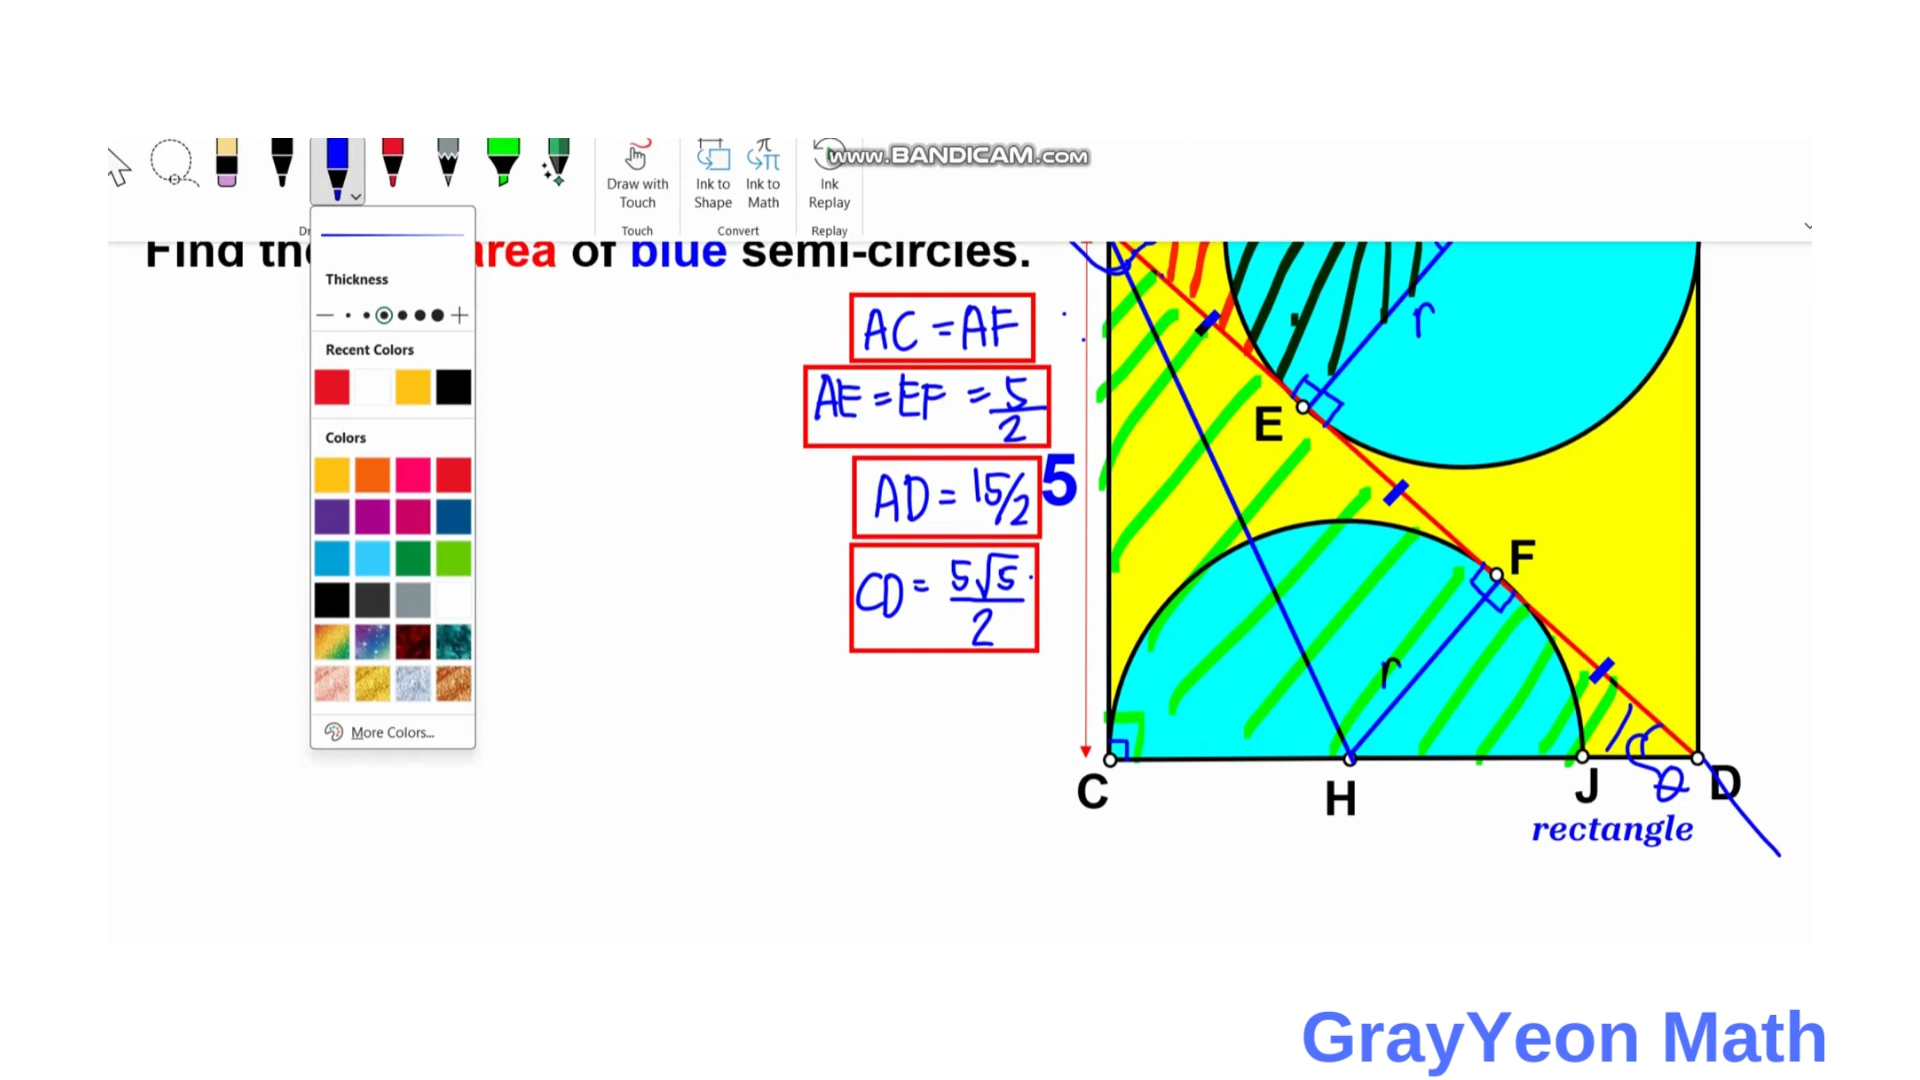 www.BANDICAM.com
Draw with Touch
Ink to Shape
Ink to Math
Ink Replay
Touch
Convert
Replay
Find the area of blue semi-circles.
Thickness
Recent Colors
Colors
More Colors...
AC = AF
AE = EF = 5/2
AD = 15/2
CD = 5√5/2
5
r
E
F
r
C
H
J
θ
D
rectangle
GrayYeon Math